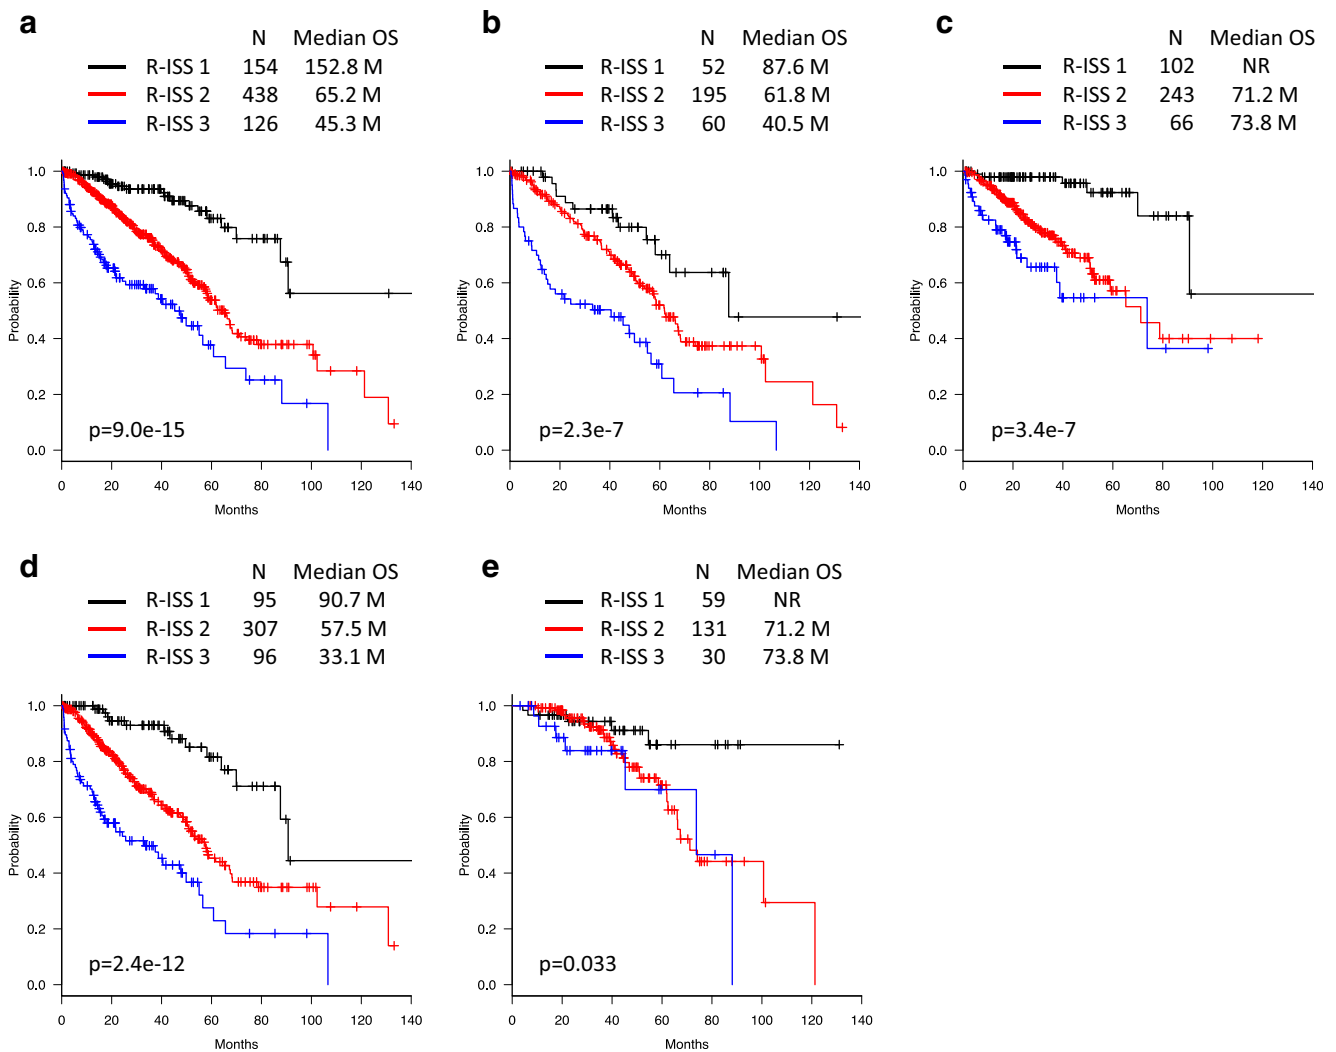 a
N Median OS
R-ISS 1 154 152.8 M
R-ISS 2 438 65.2 M
R-ISS 3 126 45.3 M
1.0
0.8
0.6
0.4
0.2
0.0
Probability
p=9.0e-15
0 20 40 60 80 100 120 140
Months
b
N Median OS
R-ISS 1 52 87.6 M
R-ISS 2 195 61.8 M
R-ISS 3 60 40.5 M
1.0
0.8
0.6
0.4
0.2
0.0
Probability
p=2.3e-7
0 20 40 60 80 100 120 140
Months
c
N Median OS
R-ISS 1 102 NR
R-ISS 2 243 71.2 M
R-ISS 3 66 73.8 M
1.0
0.8
0.6
0.4
0.2
0.0
Probability
p=3.4e-7
0 20 40 60 80 100 120 140
Months
d
N Median OS
R-ISS 1 95 90.7 M
R-ISS 2 307 57.5 M
R-ISS 3 96 33.1 M
1.0
0.8
0.6
0.4
0.2
0.0
Probability
p=2.4e-12
0 20 40 60 80 100 120 140
Months
e
N Median OS
R-ISS 1 59 NR
R-ISS 2 131 71.2 M
R-ISS 3 30 73.8 M
1.0
0.8
0.6
0.4
0.2
0.0
Probability
p=0.033
0 20 40 60 80 100 120 140
Months